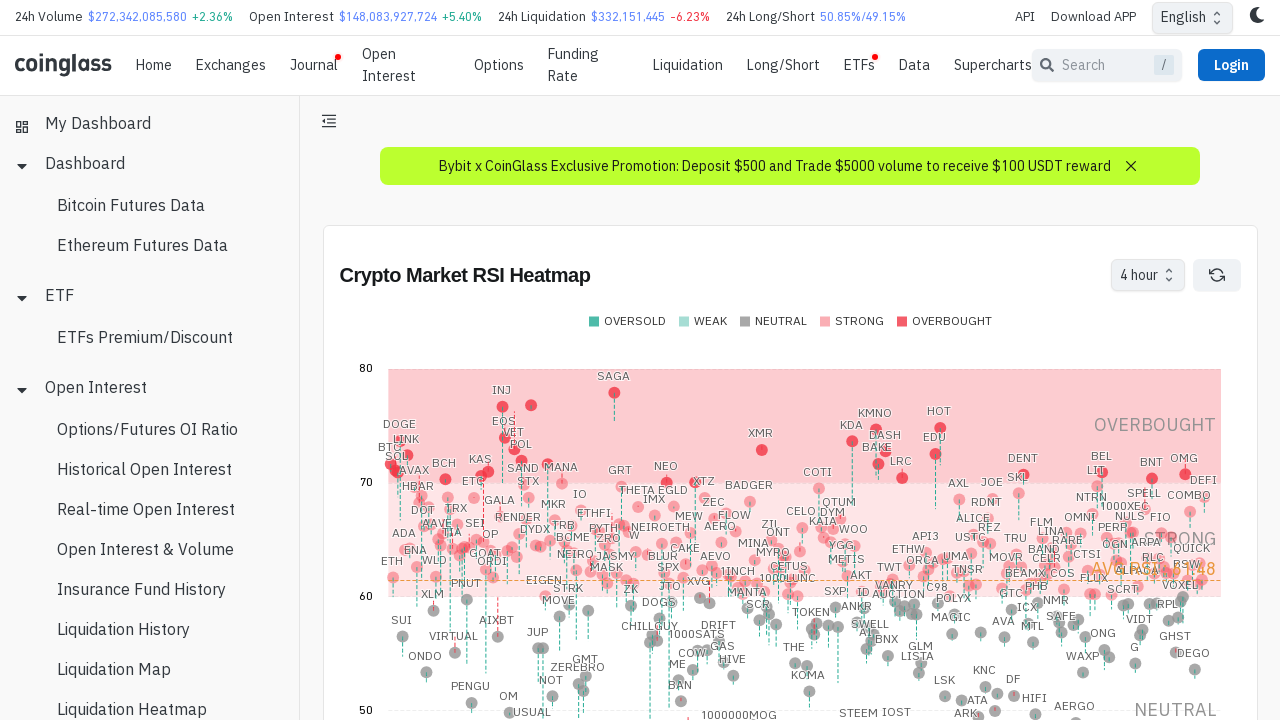 24h Volume $272,342,085,580 +2.36% Open Interest $148,083,927,724 +5.40% 24h Liquidation $332,151,445 -6.23% 24h Long/Short 50.85%/49.15% API Download APP English
coinglass Home Exchanges Journal Open Interest Options Funding Rate Liquidation Long/Short ETFs Data Supercharts Search / Login
My Dashboard
Dashboard
Bitcoin Futures Data
Ethereum Futures Data
ETF
ETFs Premium/Discount
Open Interest
Options/Futures OI Ratio
Historical Open Interest
Real-time Open Interest
Open Interest & Volume
Insurance Fund History
Liquidation History
Liquidation Map
Liquidation Heatmap
Bybit x CoinGlass Exclusive Promotion: Deposit $500 and Trade $5000 volume to receive $100 USDT reward
Crypto Market RSI Heatmap
4 hour
OVERSOLD WEAK NEUTRAL STRONG OVERBOUGHT
80
SAGA
INJ
KMNO HOT
DOGE EOS KDA
OVERBOUGHT
LINK VET XMR DASH EDU
POL BAKE
BEL
SOL AVAX BCH KAS SAND MANA GRT NEO COTI LRC DENT LIT BNT OMG
70
HBAR ETC STX THETA EGLD XTZ BADGER AXL JOE SKL DEFI
GALA MKR IO IMX ZEC QTUM RDNT NTRN SPELL COMBO
DOT TRX RENDER ETHFI MEW FLOW CELO DYM ALICE OMNI 1000XEC NULS FIO
ADA AAVE SEI DYDX PYTH NEIROETH AERO KAIA WOO REZ FLM PERP
STRONG
ENA WLD GOAT OP BOME ZRO CAKE MINA YGG ETHW API3 USTC TRU LINA RARE OGN ARPA QUICK
ETH ORDI NEIRO JASMY BLUR AEVO MYRO METIS ORCA UMA MOVR BAND CELR CTSI RLC BSW
PNUT EIGEN MASK SPX 1INCH CETUS AKT TWT TNSR BEAMX COS FLUX
60
XLM STRK ZK JTO XVG MANTA 1000LUNC SXP ID VANRY C98 GTC PHB SCRT VOXEL
MOVE DOGS SCR ANKR AUCTION POLYX ICX NMR RPL
SUI AIXBT CHILLGUY DRIFT TOKEN SWELL MAGIC AVA MTL SAFE VIDT
VIRTUAL JUP 1000SATS BNX ONG GHST
ONDO GMT COW GAS THE GLM WAXP G DEGO
ZEREBRO ME HIVE LISTA
PENGU NOT BAN KOMA LSK KNC DF
OM ATA HIFI
50
USUAL 1000000MOG STEEM IOST ARK AERGO
NEUTRAL